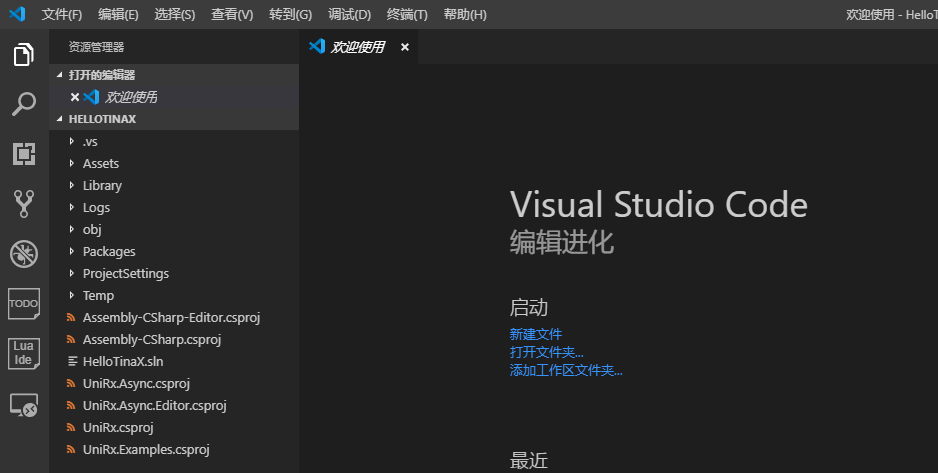 文件(F) 编辑(E) 选择(S) 查看(V) 转到(G) 调试(D) 终端(T) 帮助(H) 欢迎使用 - HelloT
资源管理器
欢迎使用
打开的编辑器
欢迎使用
HELLOTINAX
.vs
Assets
Library
Logs
obj
Packages
ProjectSettings
Temp
Assembly-CSharp-Editor.csproj
Assembly-CSharp.csproj
HelloTinaX.sln
UniRx.Async.csproj
UniRx.Async.Editor.csproj
UniRx.csproj
UniRx.Examples.csproj
TODO
Lua
Ide
Visual Studio Code
编辑进化
启动
新建文件
打开文件夹...
添加工作区文件夹...
最近